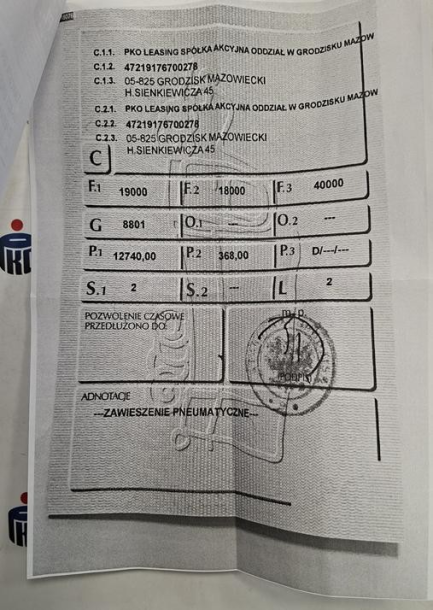 C.1.1. PKO LEASING SPÓŁKA AKCYJNA ODDZIAŁ W GRODZISKU MAZOW
C.1.2. 47219176700278
C.1.3. 05-825 GRODZISK MAZOWIECKI
H.SIENKIEWICZA 45
C.2.1. PKO LEASING SPÓŁKA AKCYJNA ODDZIAŁ W GRODZISKU MAZOW
C.2.2. 47219176700278
C.2.3. 05-825 GRODZISK MAZOWIECKI
C H.SIENKIEWICZA 45
F.1 19000 F.2 18000 F.3 40000
G 8801 O.1 --- O.2 ---
P.1 12740,00 P.2 368,00 P.3 D/---/---
S.1 2 S.2 --- L 2
POZWOLENIE CZASOWE m. p.
PRZEDŁUŻONO DO:
PODPIS
ADNOTACJE
---ZAWIESZENIE PNEUMATYCZNE---